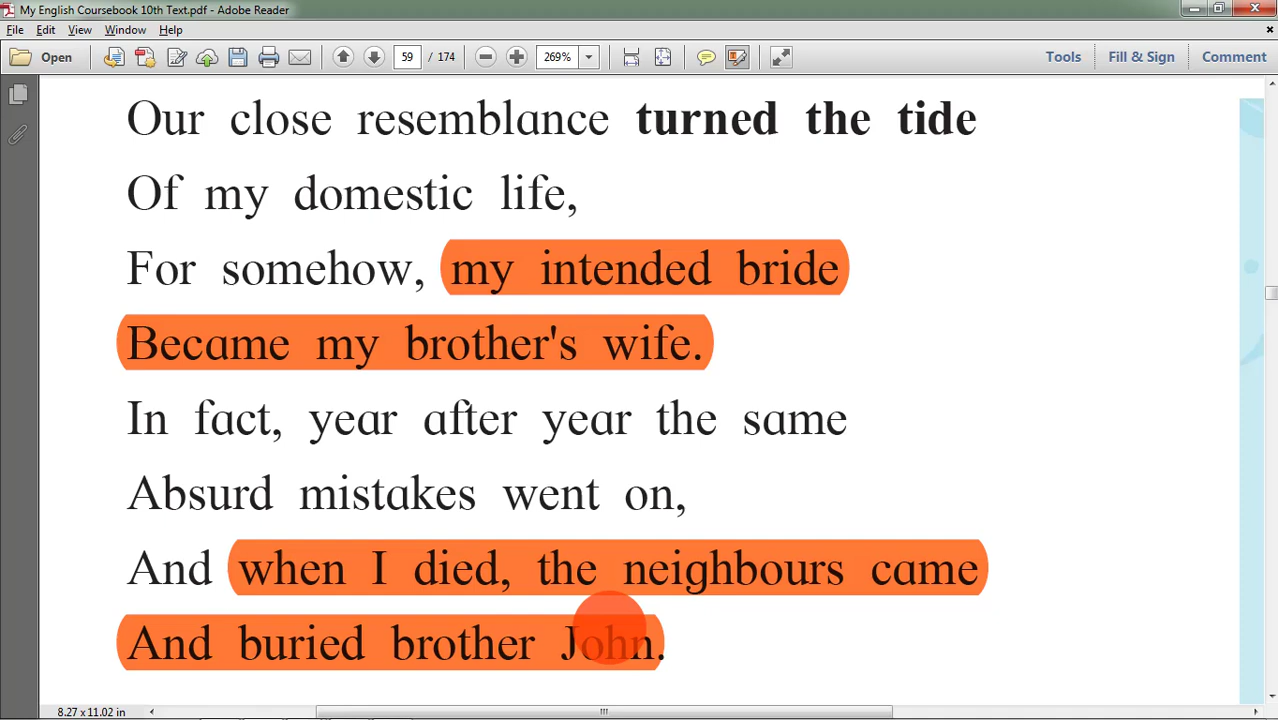 My English Coursebook 10th Text.pdf - Adobe Reader
File Edit View Window Help
Open 59 / 174 269% Tools Fill & Sign Comment
Our close resemblance turned the tide
Of my domestic life,
For somehow, my intended bride
Became my brother's wife.
In fact, year after year the same
Absurd mistakes went on,
And when I died, the neighbours came
And buried brother John.
8.27 x 11.02 in